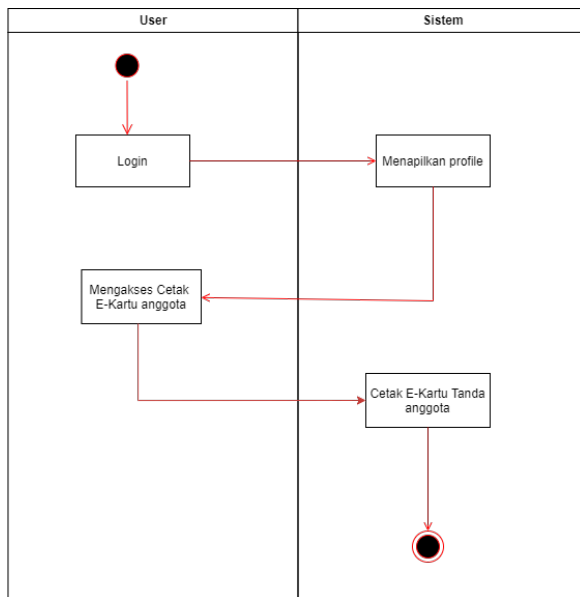 User
Sistem
Login
Menapilkan profile
Mengakses Cetak
E-Kartu anggota
Cetak E-Kartu Tanda
anggota